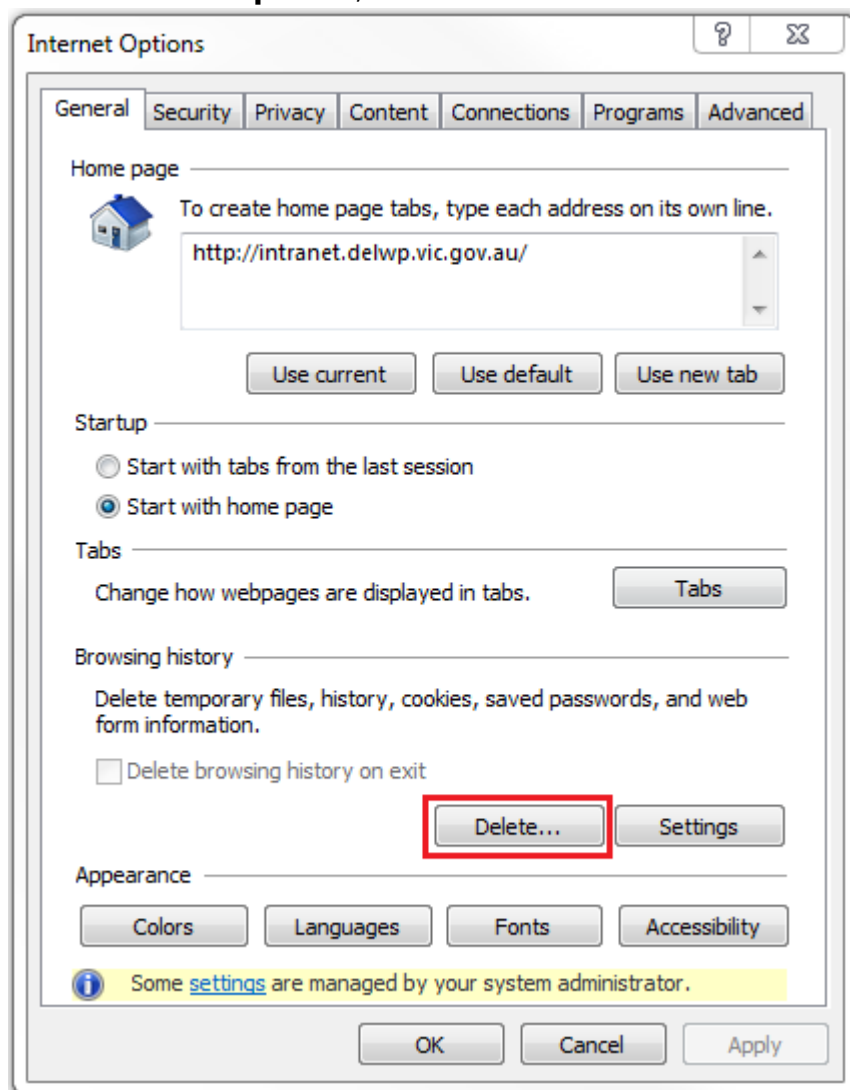 Internet Options
General Security Privacy Content Connections Programs Advanced
Home page
To create home page tabs, type each address on its own line.
http://intranet.delwp.vic.gov.au/
Use current Use default Use new tab
Startup
Start with tabs from the last session
Start with home page
Tabs
Change how webpages are displayed in tabs. Tabs
Browsing history
Delete temporary files, history, cookies, saved passwords, and web
form information.
Delete browsing history on exit
Delete... Settings
Appearance
Colors Languages Fonts Accessibility
Some settings are managed by your system administrator.
OK Cancel Apply